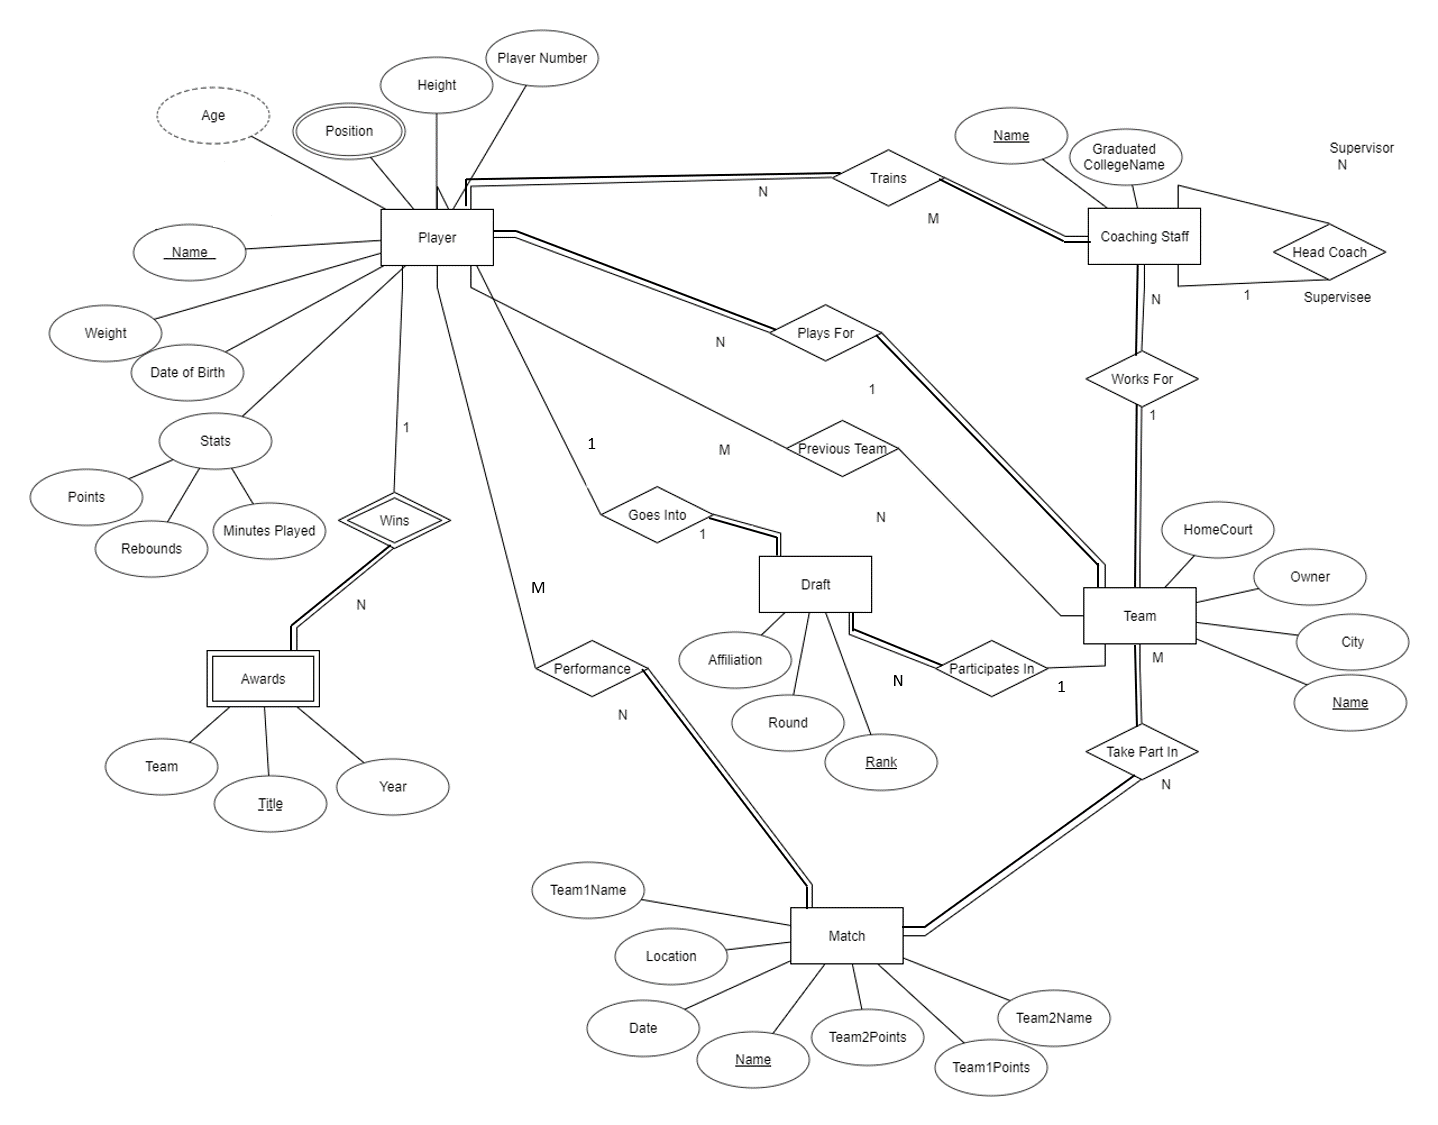 Player Number
Height
Age
Position
Name
Graduated
CollegeName
Supervisor
N
Trains
N
M
Player
Coaching Staff
Name
Head Coach
Weight
N
1
Supervisee
Plays For
N
Date of Birth
Works For
1
1
1
Stats
1
M
Previous Team
Points
Goes Into
N
Wins
Minutes Played
1
HomeCourt
Rebounds
Owner
M
Draft
N
Team
City
Affiliation
M
Performance
Participates In
Awards
N
1
Name
N
Round
Take Part In
Rank
Team
Year
N
Title
Team1Name
Match
Location
Date
Team2Name
Team2Points
Name
Team1Points